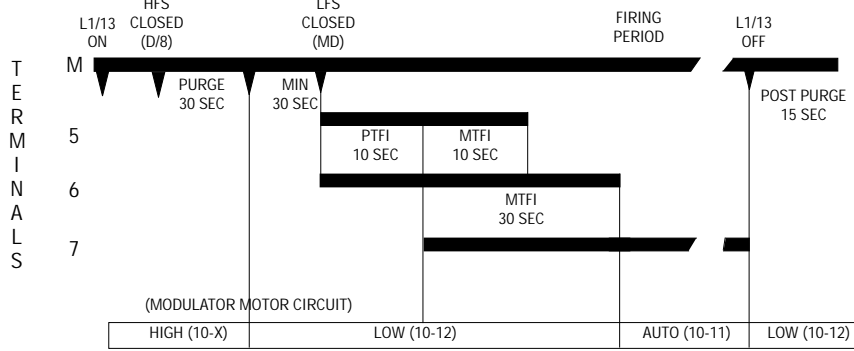 HFS
L1/13 CLOSED
ON (D/8)
LFS
CLOSED
(MD)
FIRING
PERIOD
L1/13
OFF
TERMINALS
M
PURGE
30 SEC
MIN
30 SEC
POST PURGE
15 SEC
5
PTFI
10 SEC
MTFI
10 SEC
6
MTFI
30 SEC
7
(MODULATOR MOTOR CIRCUIT)
HIGH (10-X) LOW (10-12) AUTO (10-11) LOW (10-12)